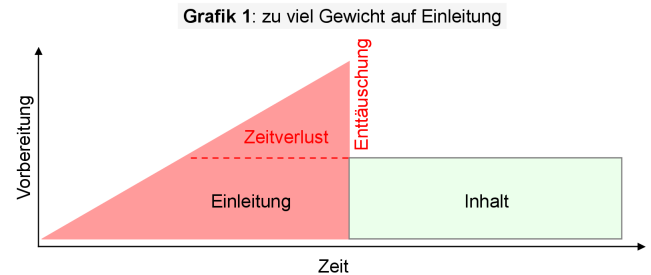 Grafik 1: zu viel Gewicht auf Einleitung
Vorbereitung
Zeitverlust
Enttäuschung
Einleitung
Inhalt
Zeit